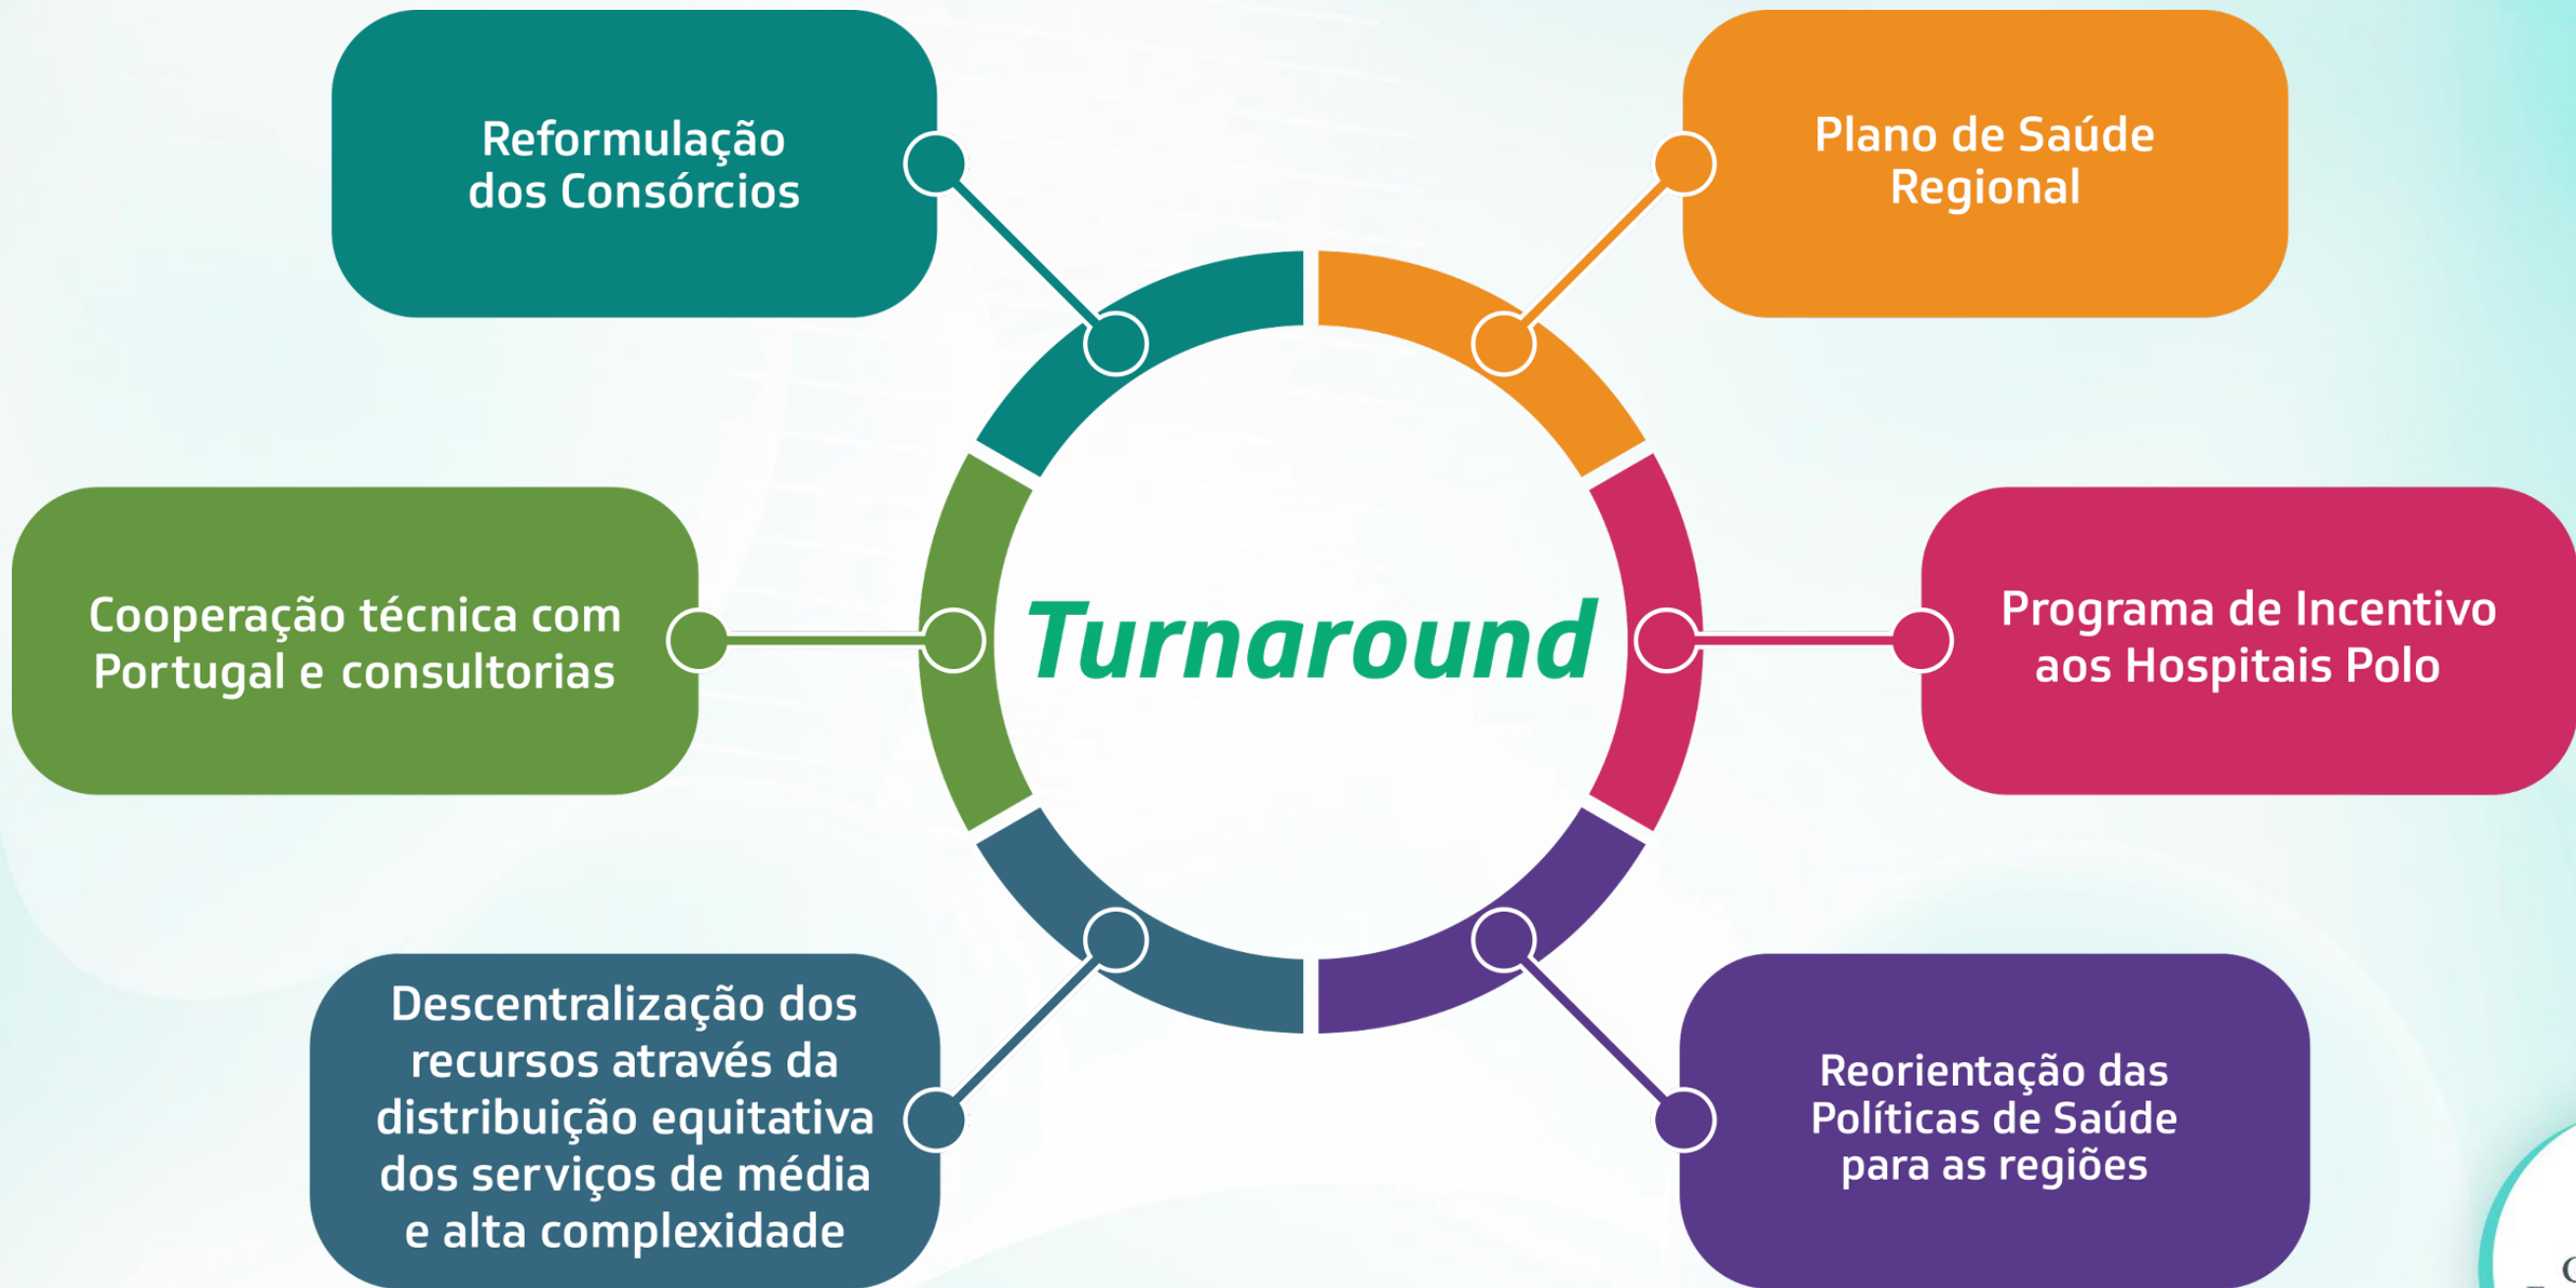 Reformulação
dos Consórcios
Plano de Saúde
Regional
Cooperação técnica com
Portugal e consultorias
Turnaround
Programa de Incentivo
aos Hospitais Polo
Descentralização dos
recursos através da
distribuição equitativa
dos serviços de média
e alta complexidade
Reorientação das
Políticas de Saúde
para as regiões